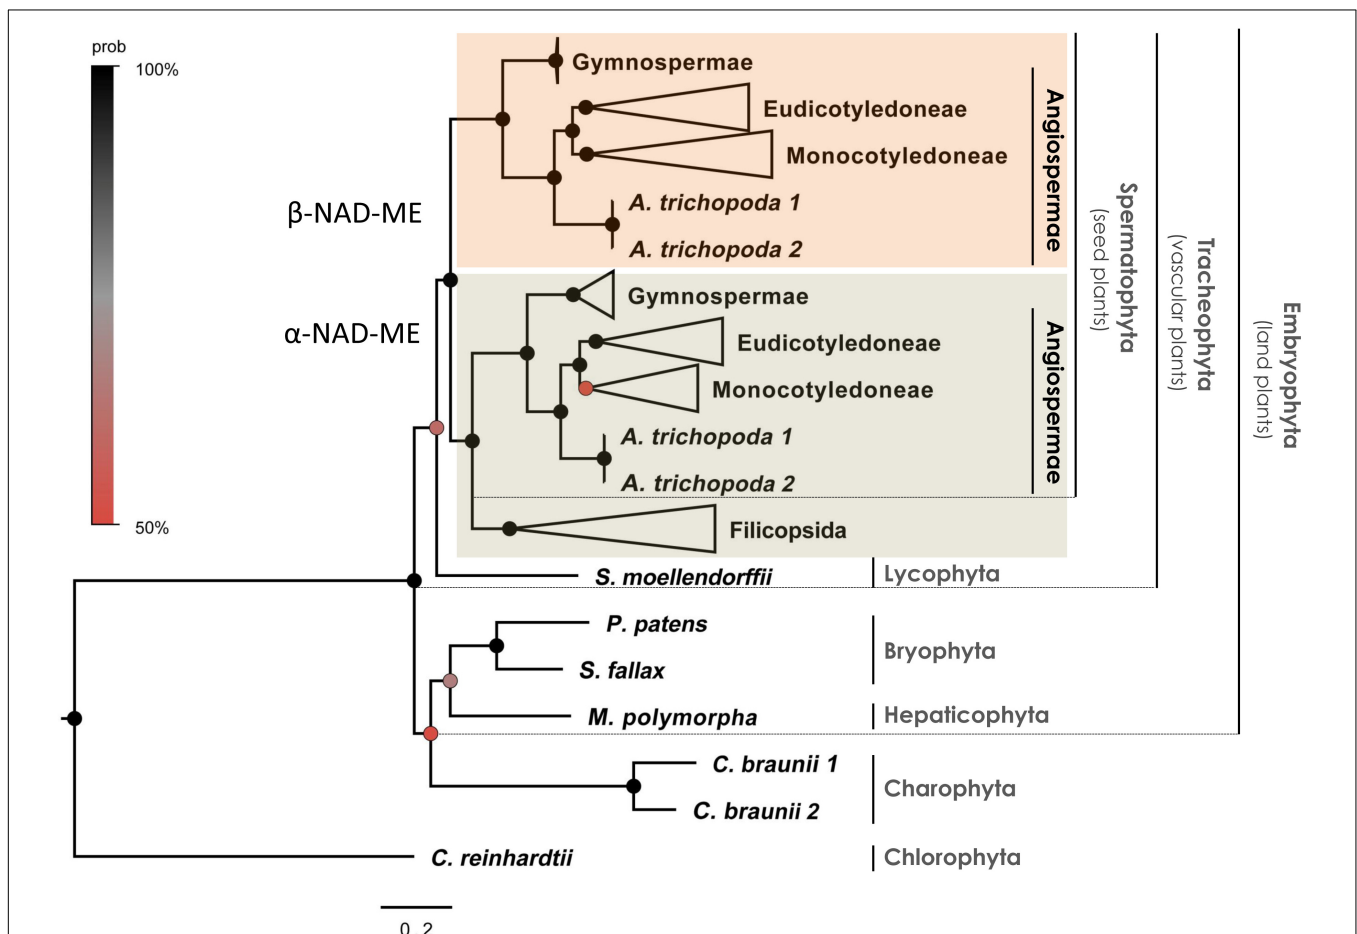 prob
100%
50%
β-NAD-ME
α-NAD-ME
Gymnospermae
Eudicotyledoneae
Monocotyledoneae
A. trichopoda 1
A. trichopoda 2
Angiospermae
Gymnospermae
Eudicotyledoneae
Monocotyledoneae
A. trichopoda 1
A. trichopoda 2
Angiospermae
Filicopsida
Spermatophyta
(seed plants)
Tracheophyta
(vascular plants)
Embryophyta
(land plants)
S. moellendorffii
Lycophyta
P. patens
S. fallax
Bryophyta
M. polymorpha
Hepaticophyta
C. braunii 1
C. braunii 2
Charophyta
C. reinhardtii
Chlorophyta
0.2